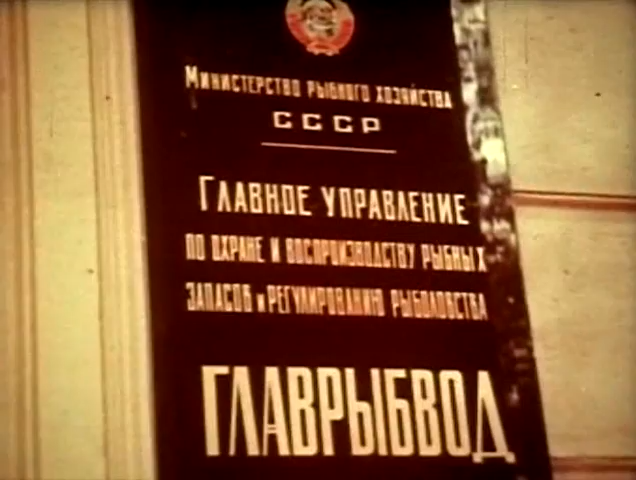 Министерство рыбного хозяйства
СССР
Главное управление
по охране и воспроизводству рыбных
запасов и регулированию рыболовства
ГЛАВРЫБВОД